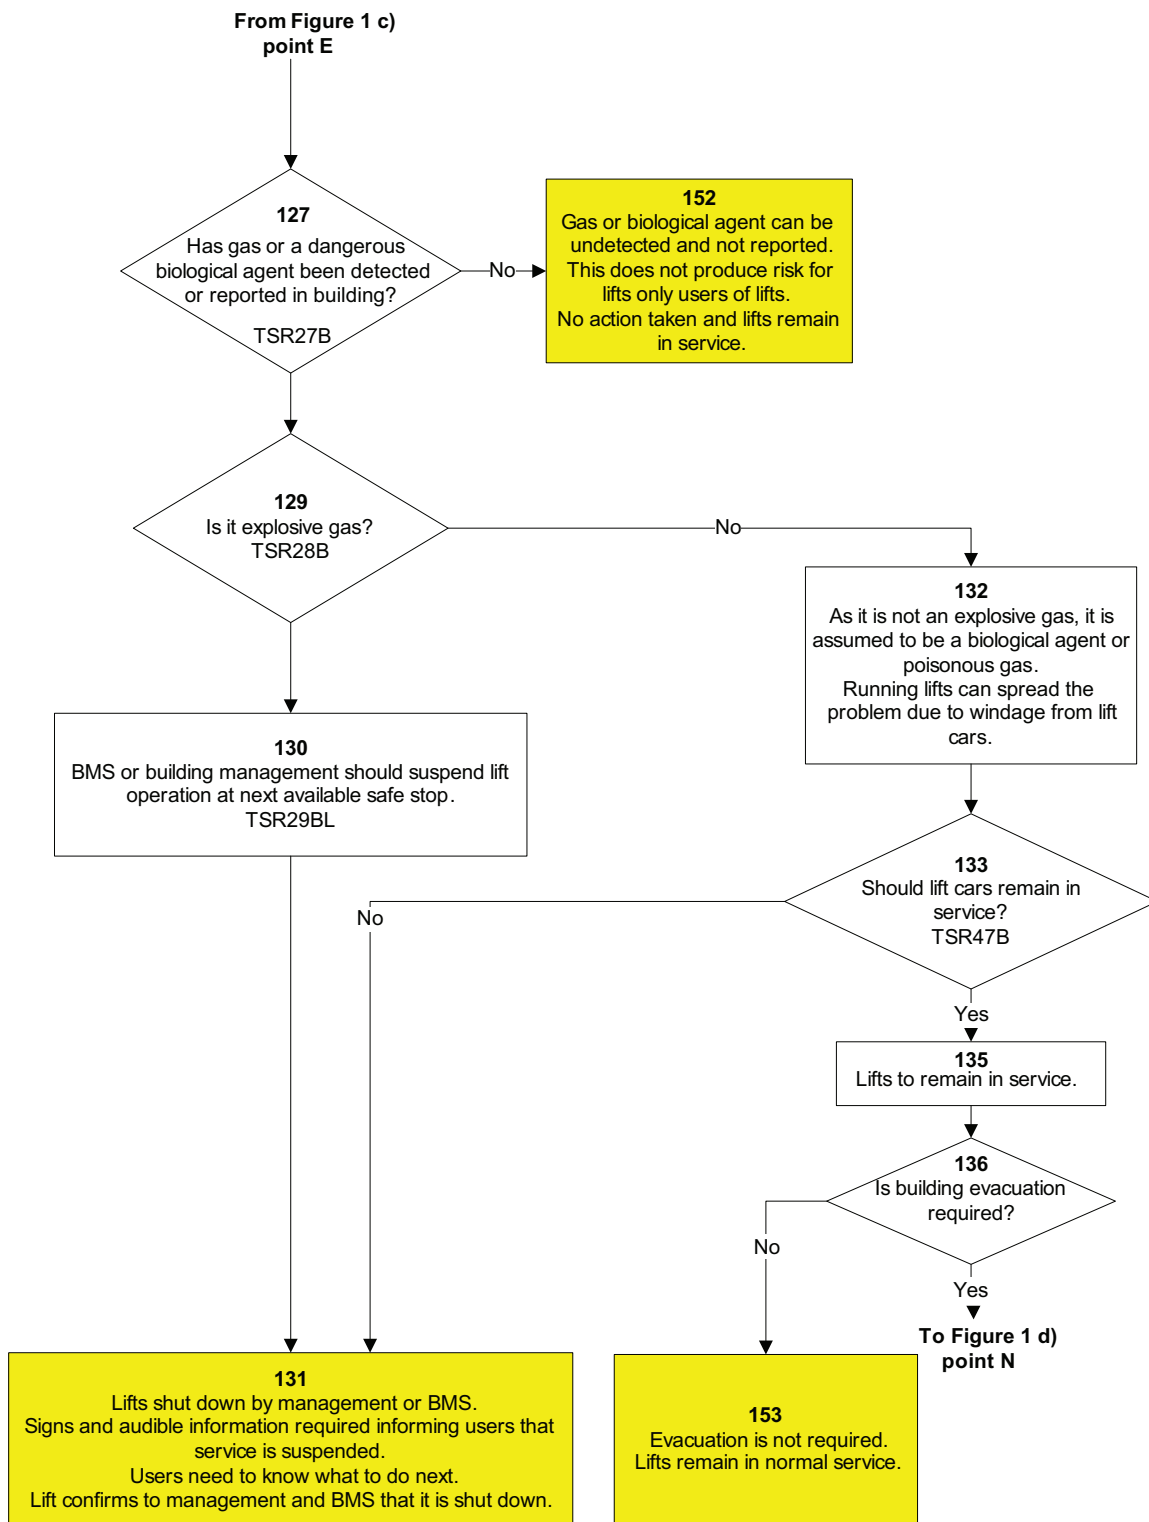 From Figure 1 c)
point E
127
Has gas or a dangerous
biological agent been detected
or reported in building?
TSR27B
No
152
Gas or biological agent can be
undetected and not reported.
This does not produce risk for
lifts only users of lifts.
No action taken and lifts remain
in service.
129
Is it explosive gas?
TSR28B
No
132
As it is not an explosive gas, it is
assumed to be a biological agent or
poisonous gas.
Running lifts can spread the
problem due to windage from lift
cars.
130
BMS or building management should suspend lift
operation at next available safe stop.
TSR29BL
133
Should lift cars remain in
service?
TSR47B
No
Yes
135
Lifts to remain in service.
136
Is building evacuation
required?
No
Yes
To Figure 1 d)
point N
131
Lifts shut down by management or BMS.
Signs and audible information required informing users that
service is suspended.
Users need to know what to do next.
Lift confirms to management and BMS that it is shut down.
153
Evacuation is not required.
Lifts remain in normal service.